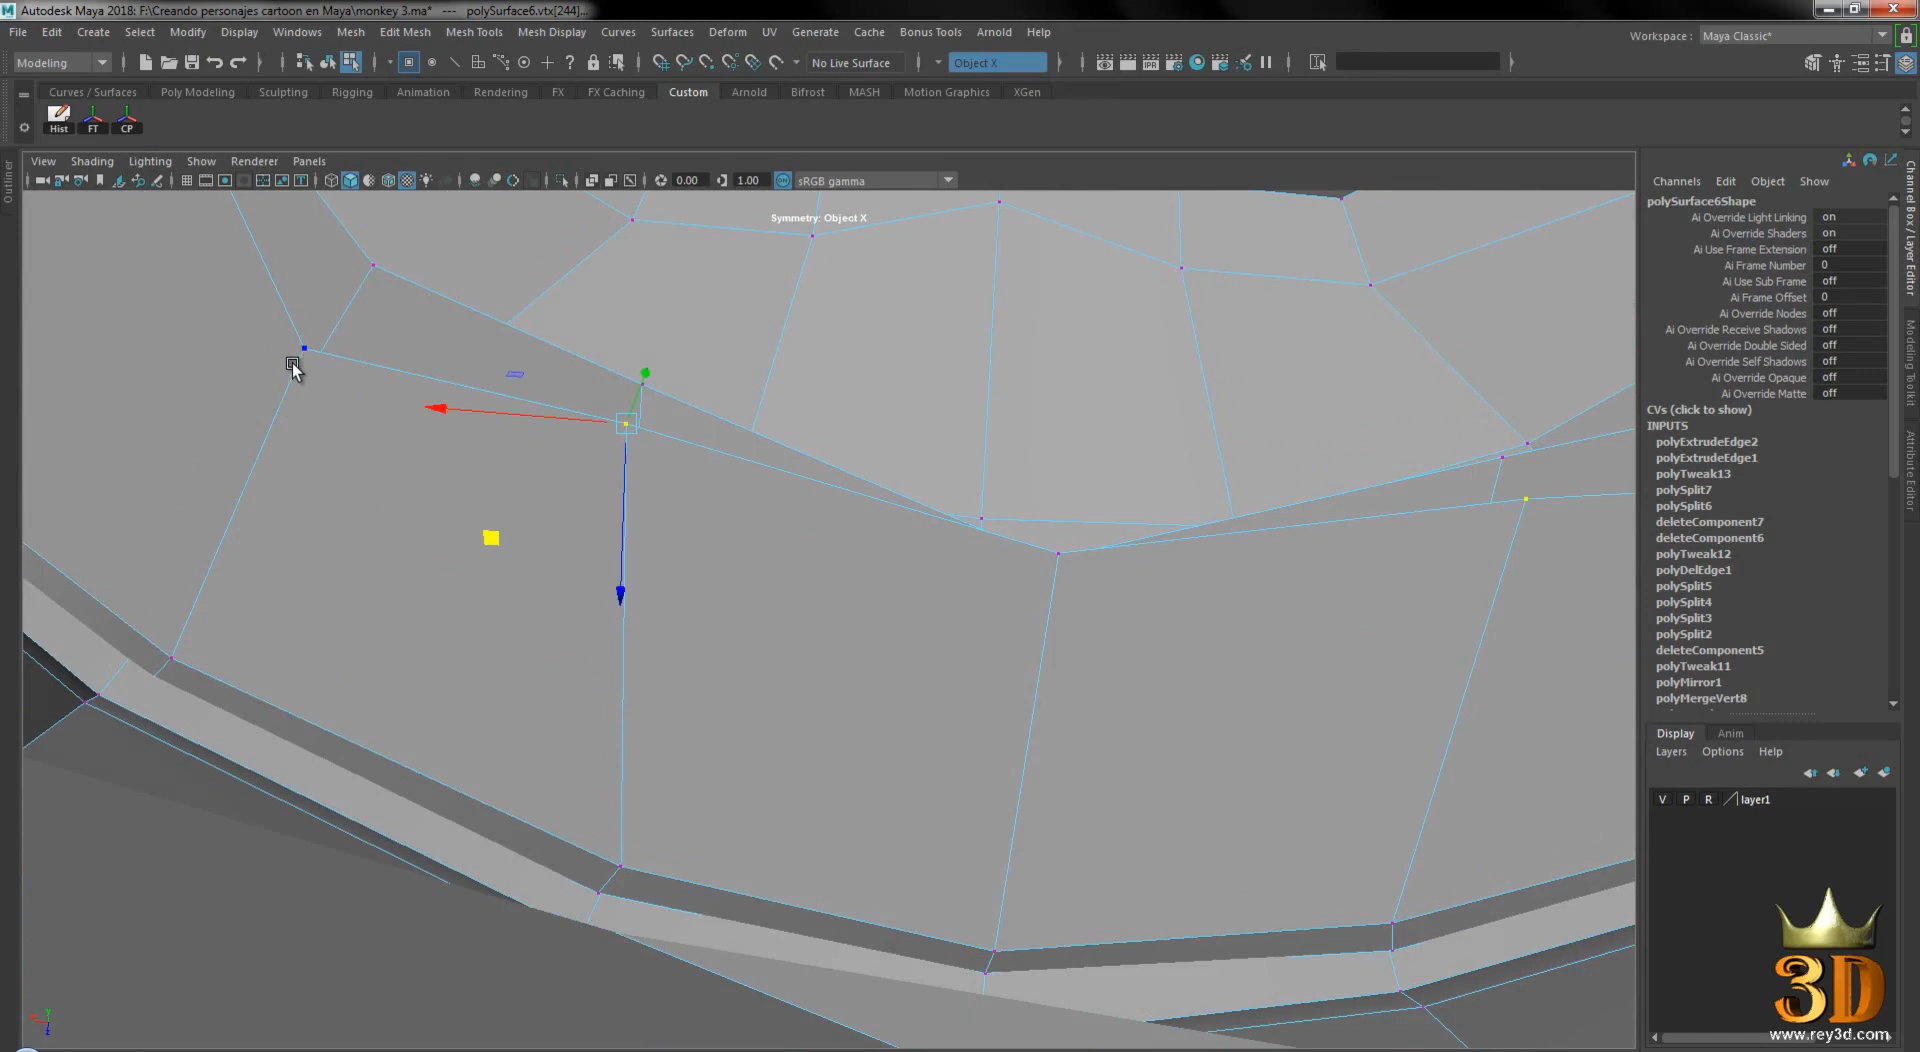 Autodesk Maya 2018: F:\Creando personajes cartoon en Maya\monkey 3.ma* --- polySurface6.vtx[244]...
File Edit Create Select Modify Display Windows Mesh Edit Mesh Mesh Tools Mesh Display Curves Surfaces Deform UV Generate Cache Bonus Tools Arnold Help
Workspace : Maya Classic*
Modeling No Live Surface Object X
Curves / Surfaces Poly Modeling Sculpting Rigging Animation Rendering FX FX Caching Custom Arnold Bifrost MASH Motion Graphics XGen
Hist FT CP
View Shading Lighting Show Renderer Panels
0.00 1.00 sRGB gamma
Symmetry: Object X
Outliner
Channels Edit Object Show
polySurface6Shape
Ai Override Light Linking on
Ai Override Shaders on
Ai Use Frame Extension off
Ai Frame Number 0
Ai Use Sub Frame off
Ai Frame Offset 0
Ai Override Nodes off
Ai Override Receive Shadows off
Ai Override Double Sided off
Ai Override Self Shadows off
Ai Override Opaque off
Ai Override Matte off
CVs (click to show)
INPUTS
polyExtrudeEdge2
polyExtrudeEdge1
polyTweak13
polySplit7
polySplit6
deleteComponent7
deleteComponent6
polyTweak12
polyDelEdge1
polySplit5
polySplit4
polySplit3
polySplit2
deleteComponent5
polyTweak11
polyMirror1
polyMergeVert8
Channel Box / Layer Editor
Modeling Toolkit
Attribute Editor
Display Anim
Layers Options Help
V P R layer1
3D
www.rey3d.com